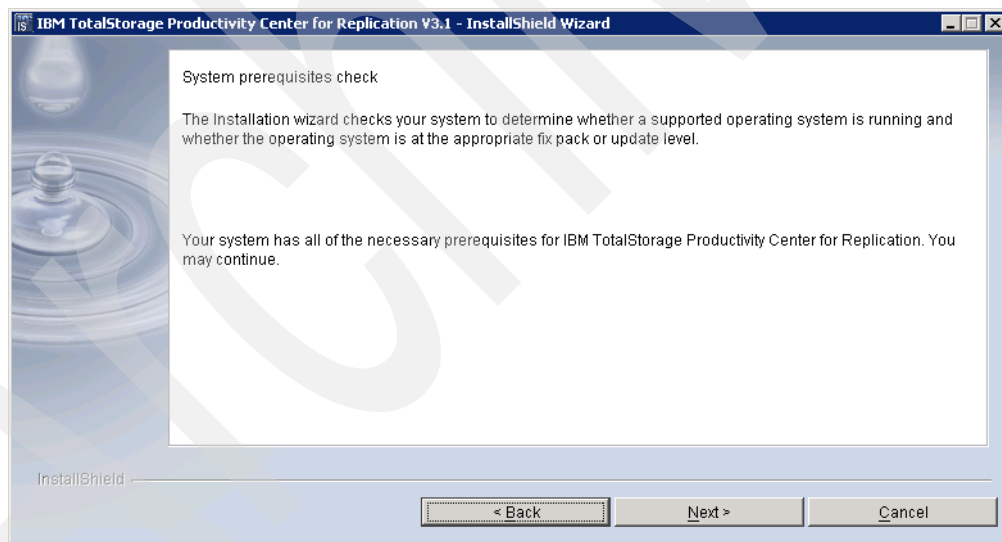 IBM TotalStorage Productivity Center for Replication V3.1 - InstallShield Wizard
System prerequisites check
The Installation wizard checks your system to determine whether a supported operating system is running and
whether the operating system is at the appropriate fix pack or update level.
Your system has all of the necessary prerequisites for IBM TotalStorage Productivity Center for Replication. You
may continue.
InstallShield
< Back
Next >
Cancel